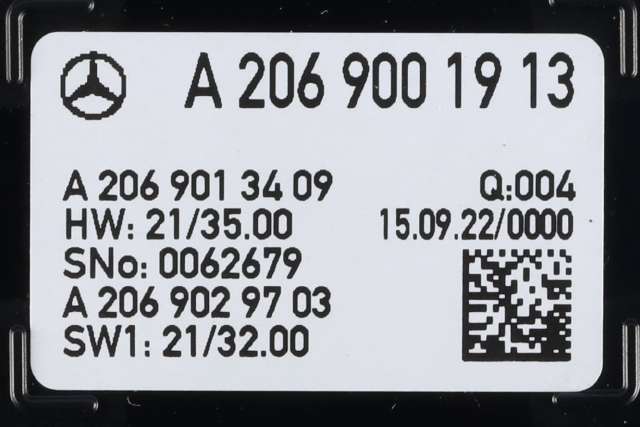 A 206 900 19 13
A 206 901 34 09 Q:004
HW: 21/35.00 15.09.22/0000
SNo: 0062679
A 206 902 97 03
SW1: 21/32.00